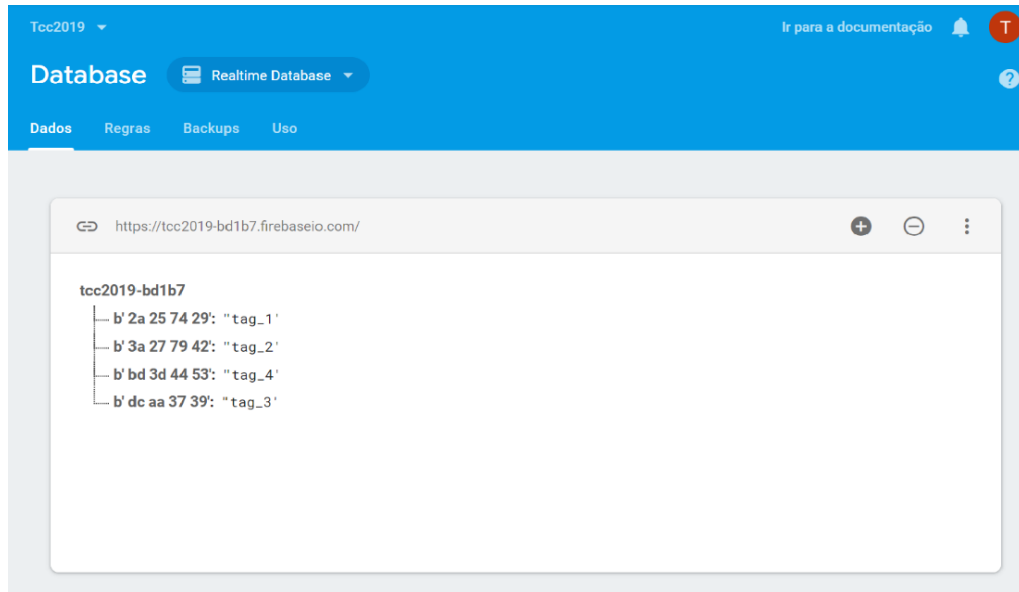 Tcc2019 Ir para a documentação T
Database Realtime Database ?
Dados Regras Backups Uso
https://tcc2019-bd1b7.firebaseio.com/
tcc2019-bd1b7
b' 2a 25 74 29': "tag_1'
b' 3a 27 79 42': "tag_2'
b' bd 3d 44 53': "tag_4'
b' dc aa 37 39': "tag_3'